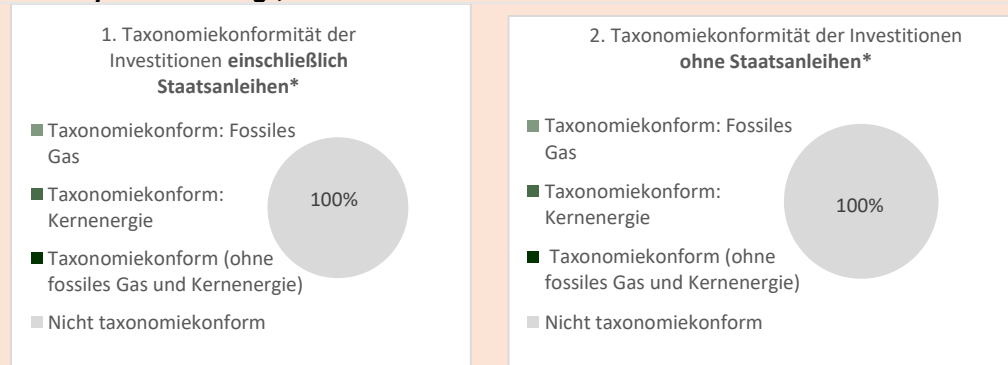 1. Taxonomiekonformität der
Investitionen einschließlich
Staatsanleihen*
Taxonomiekonform: Fossiles
Gas
Taxonomiekonform:
Kernenergie
Taxonomiekonform (ohne
fossiles Gas und Kernenergie)
Nicht taxonomiekonform
100%
2. Taxonomiekonformität der Investitionen
ohne Staatsanleihen*
Taxonomiekonform: Fossiles
Gas
Taxonomiekonform:
Kernenergie
Taxonomiekonform (ohne
fossiles Gas und Kernenergie)
Nicht taxonomiekonform
100%